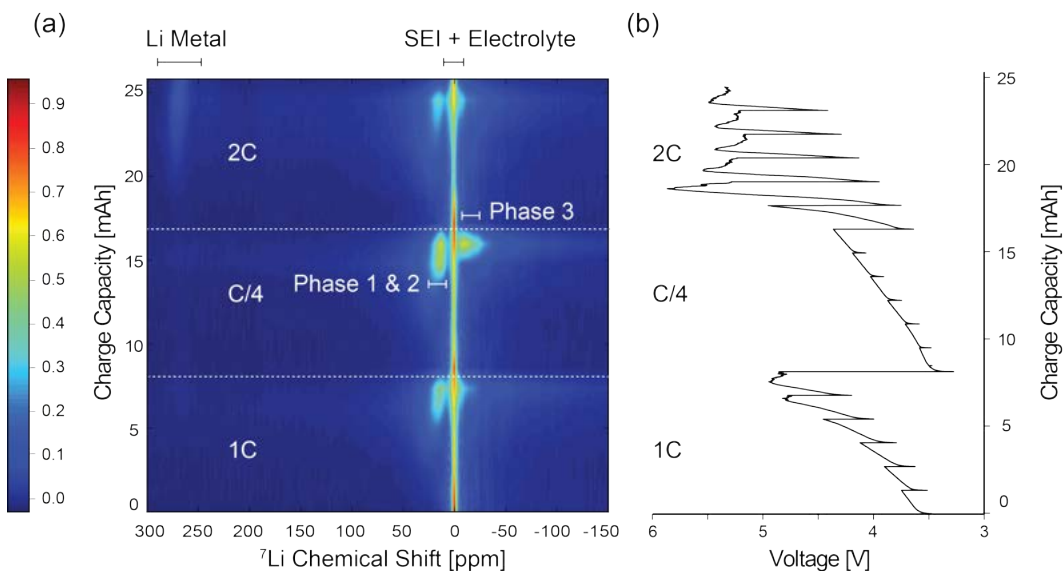 (a)
Li Metal
SEI + Electrolyte
0.9
0.8
0.7
0.6
0.5
0.4
0.3
0.2
0.1
0.0
Charge Capacity [mAh]
25
20
15
10
5
0
2C
Phase 3
Phase 1 & 2
C/4
1C
300 250 200 150 100 50 0 -50 -100 -150
⁷Li Chemical Shift [ppm]
(b)
2C
C/4
1C
25
20
15
10
5
0
Charge Capacity [mAh]
6 5 4 3
Voltage [V]